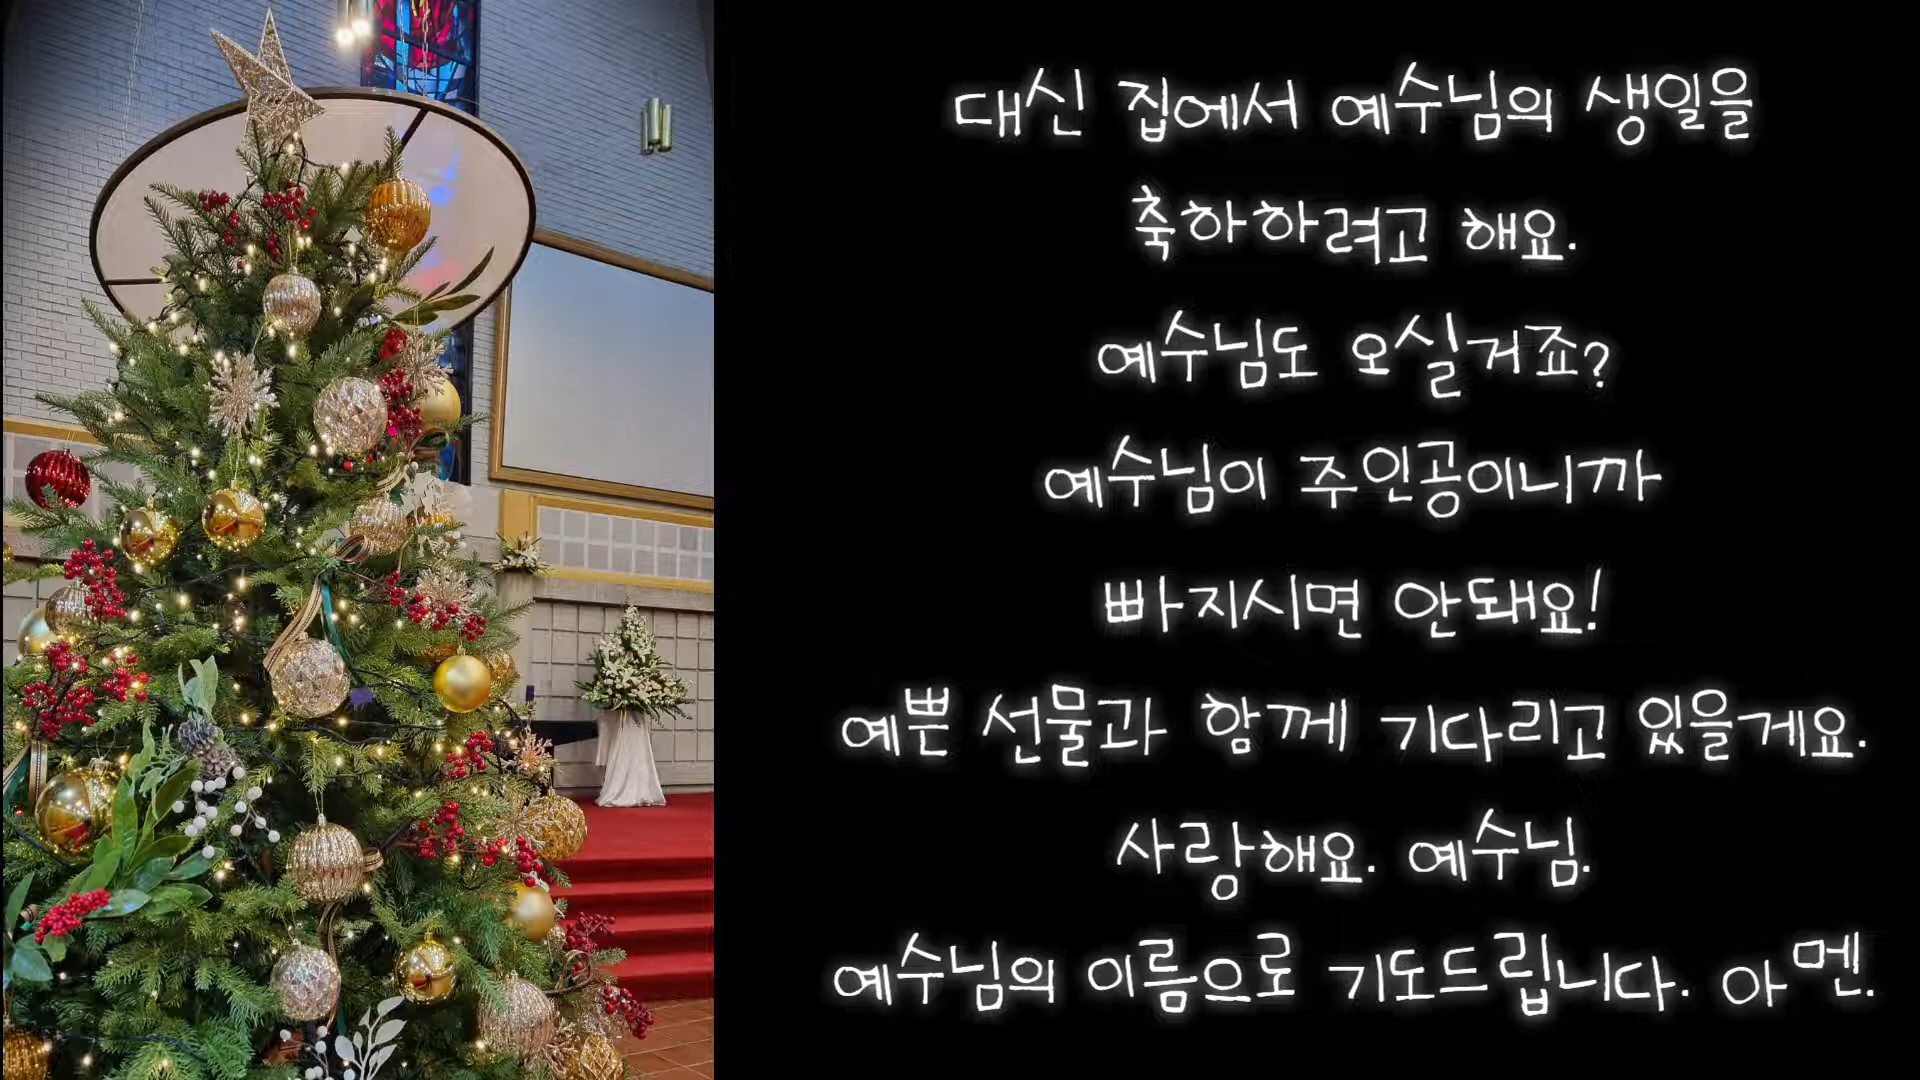 대신 집에서 예수님의 생일을
축하하려고 해요.
예수님도 오실거죠?
예수님이 주인공이니까
빠지시면 안돼요!
예쁜 선물과 함께 기다리고 있을게요.
사랑해요. 예수님.
예수님의 이름으로 기도드립니다. 아멘.